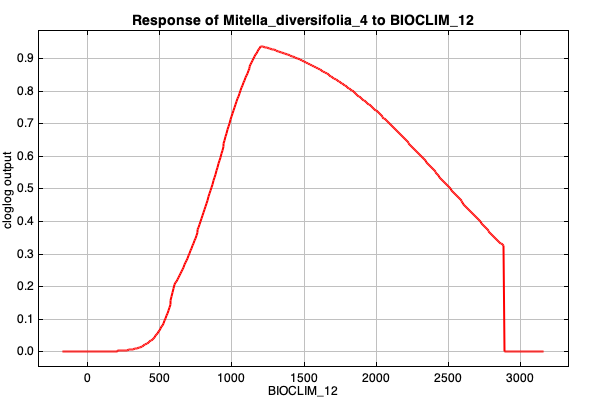 Response of Mitella_diversifolia_4 to BIOCLIM_12
cloglog output
0.9
0.8
0.7
0.6
0.5
0.4
0.3
0.2
0.1
0.0
0 500 1000 1500 2000 2500 3000
BIOCLIM_12